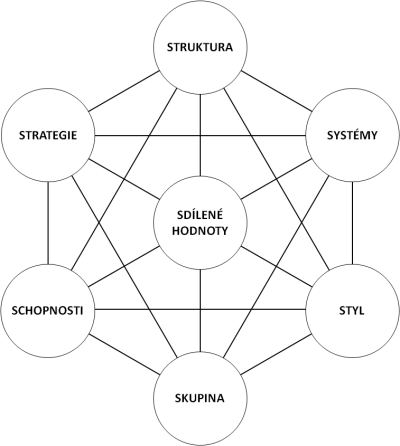 STRUKTURA
STRATEGIE
SYSTÉMY
SDÍLENÉ
HODNOTY
SCHOPNOSTI
STYL
SKUPINA